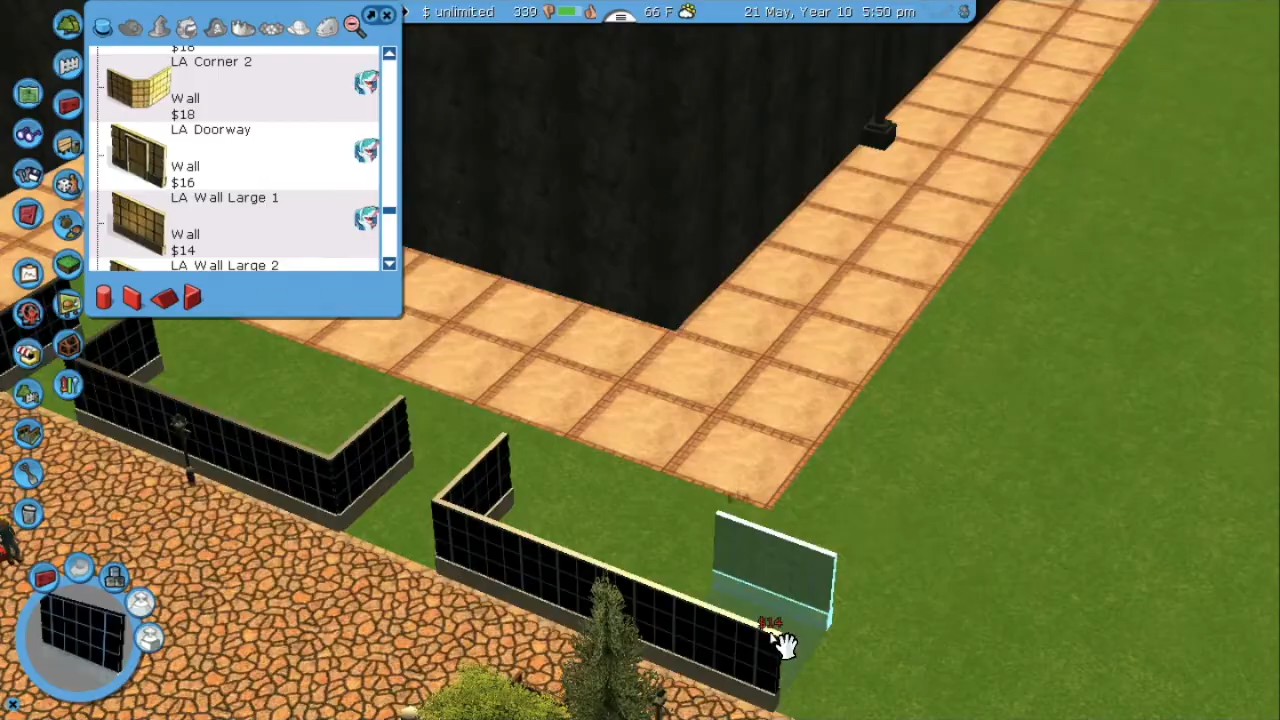 $ unlimited 339 66 F 21 May, Year 10 5:50 pm
$18
LA Corner 2
Wall
$18
LA Doorway
Wall
$16
LA Wall Large 1
Wall
$14
LA Wall Large 2
$14